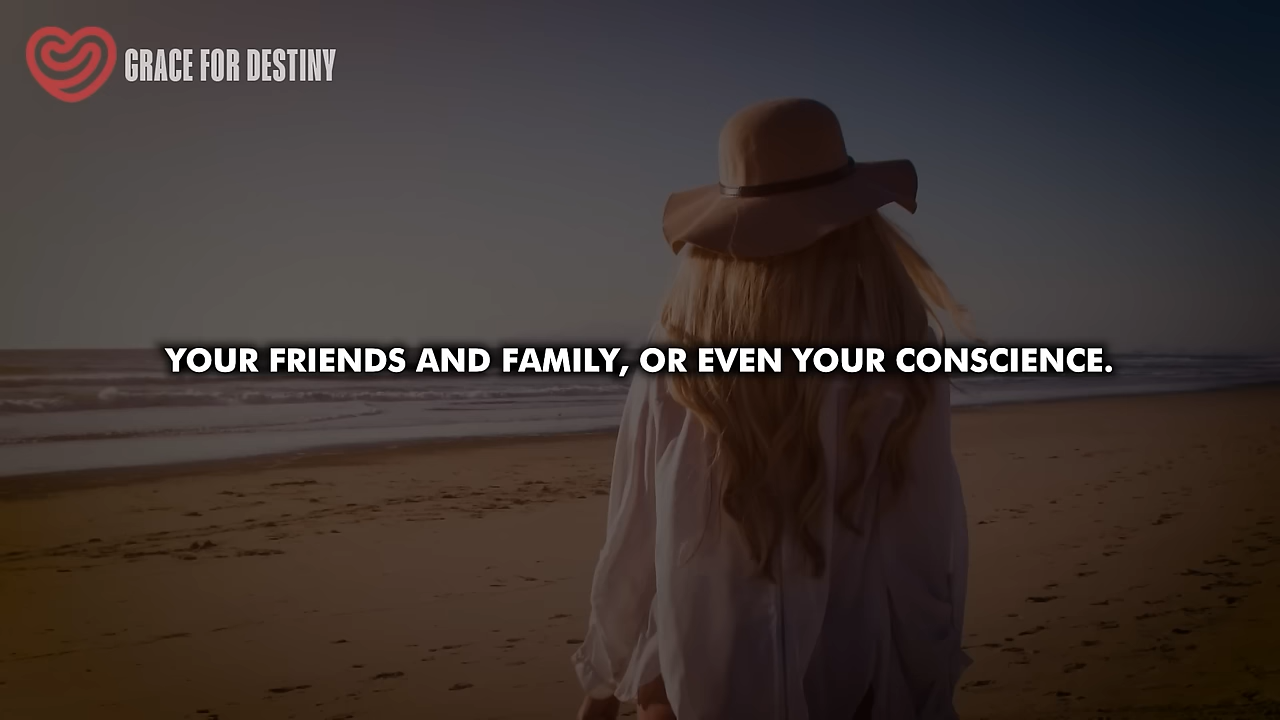 GRACE FOR DESTINY
YOUR FRIENDS AND FAMILY, OR EVEN YOUR CONSCIENCE.